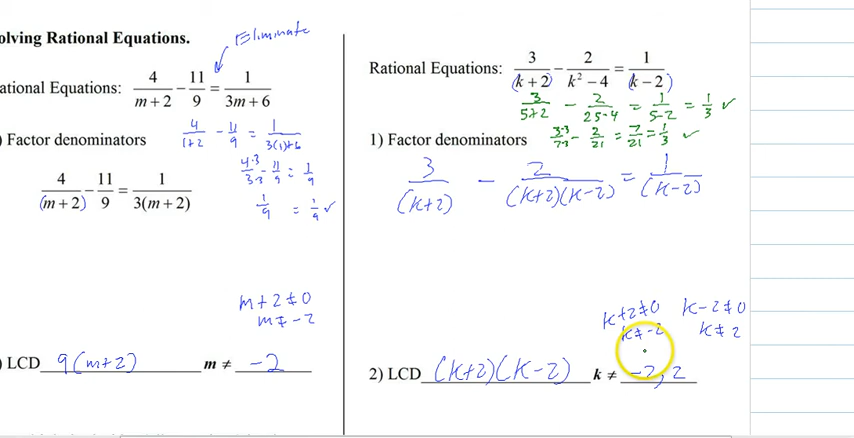 olving Rational Equations.
Eliminate
ational Equations: 4/(m + 2) − 11/9 = 1/(3m + 6)
) Factor denominators
4/(1+2) − 11/9 = 1/(3(1)+6)
4·3/3·3 − 11/9 = 1/9
1/9 = 1/9 ✓
4/(m + 2) − 11/9 = 1/3(m + 2)
m+2≠0
m≠-2
) LCD 9(m+2) m ≠ -2
Rational Equations: 3/(k + 2) − 2/(k² − 4) = 1/(k − 2)
3/(5+2) − 2/(25-4) = 1/(5-2) = 1/3 ✓
1) Factor denominators
3·3/7·3 − 2/21 = 7/21 = 1/3 ✓
3/(k+2) − 2/(k+2)(k-2) = 1/(k-2)
k+2≠0 k-2≠0
k≠-2 k≠2
2) LCD (k+2)(k-2) k ≠ -2, 2